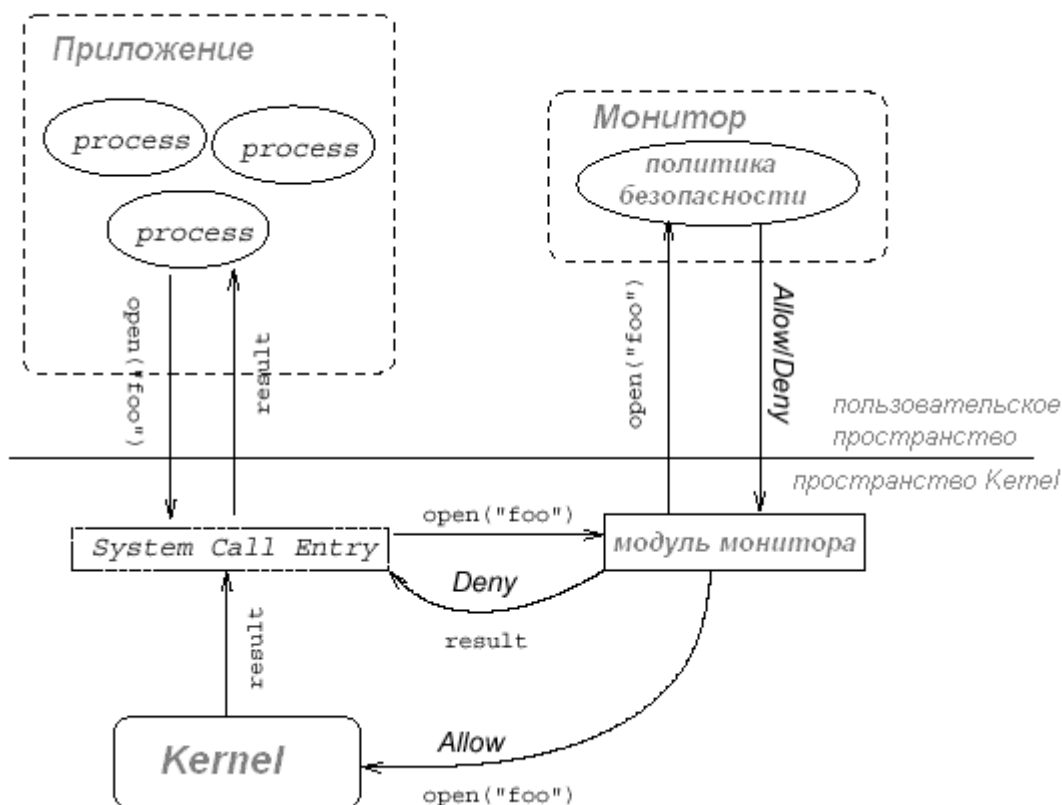 Приложение
process
process
process
open("foo")
result
Монитор
политика
безопасности
open("foo")
Allow/Deny
пользовательское
пространство
пространство Kernel
System Call Entry
open("foo")
модуль монитора
Deny
result
result
Kernel
Allow
open("foo")